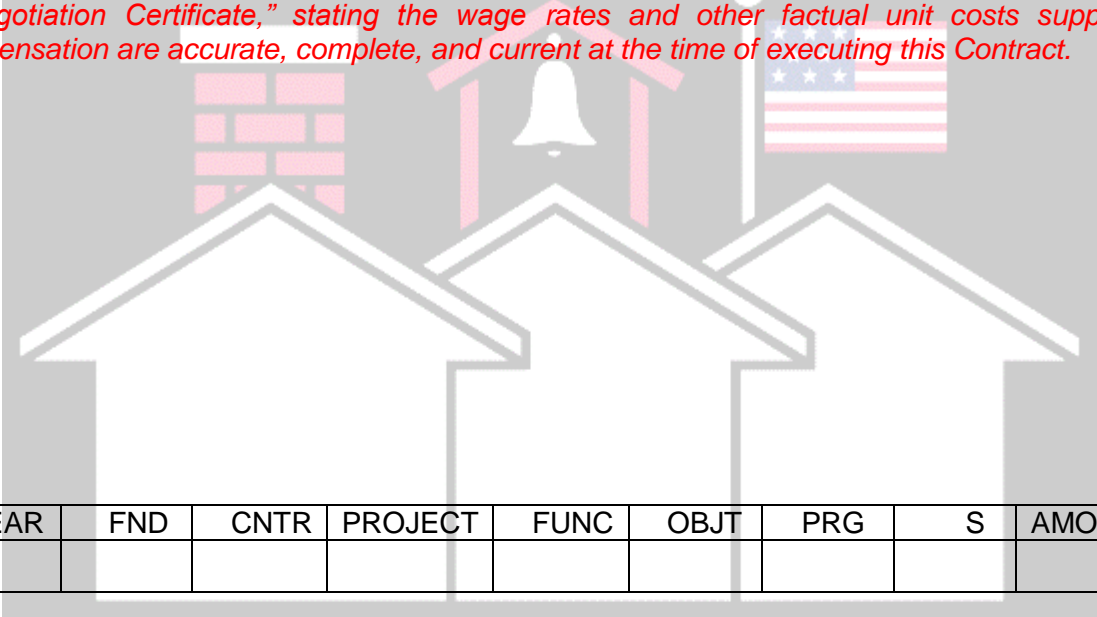 gotiation Certificate,” stating the wage rates and other factual unit costs supp
ensation are accurate, complete, and current at the time of executing this Contract.
EAR FND CNTR PROJECT FUNC OBJT PRG S AMO